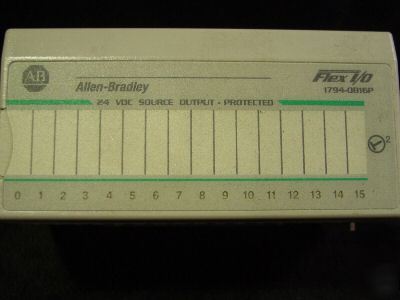 AB
Allen-Bradley
Flex I/O
1794-OB16P
24 VDC SOURCE OUTPUT - PROTECTED
2
0 1 2 3 4 5 6 7 8 9 10 11 12 13 14 15